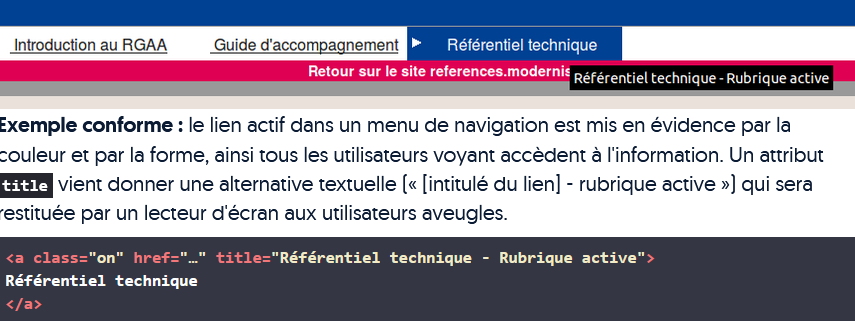 Introduction au RGAA Guide d'accompagnement Référentiel technique
Retour sur le site references.modernis
Référentiel technique - Rubrique active
Exemple conforme : le lien actif dans un menu de navigation est mis en évidence par la
couleur et par la forme, ainsi tous les utilisateurs voyant accèdent à l'information. Un attribut
title vient donner une alternative textuelle (« [intitulé du lien] - rubrique active ») qui sera
restituée par un lecteur d'écran aux utilisateurs aveugles.
<a class="on" href="…" title="Référentiel technique - Rubrique active">
Référentiel technique
</a>